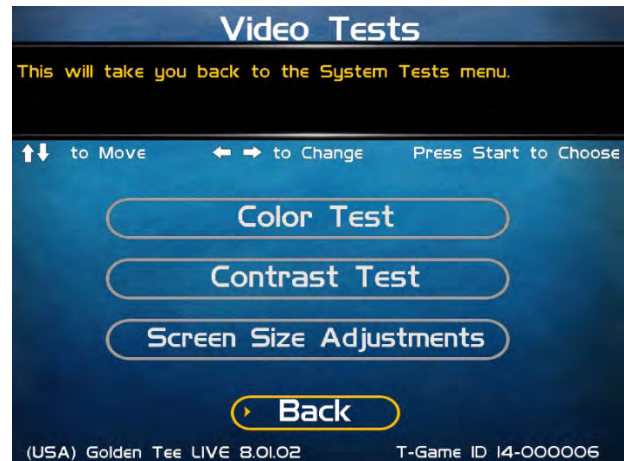 Video Tests
This will take you back to the System Tests menu.
↑↓ to Move ← → to Change Press Start to Choose
Color Test
Contrast Test
Screen Size Adjustments
Back
(USA) Golden Tee LIVE 8.01.02 T-Game ID 14-000006